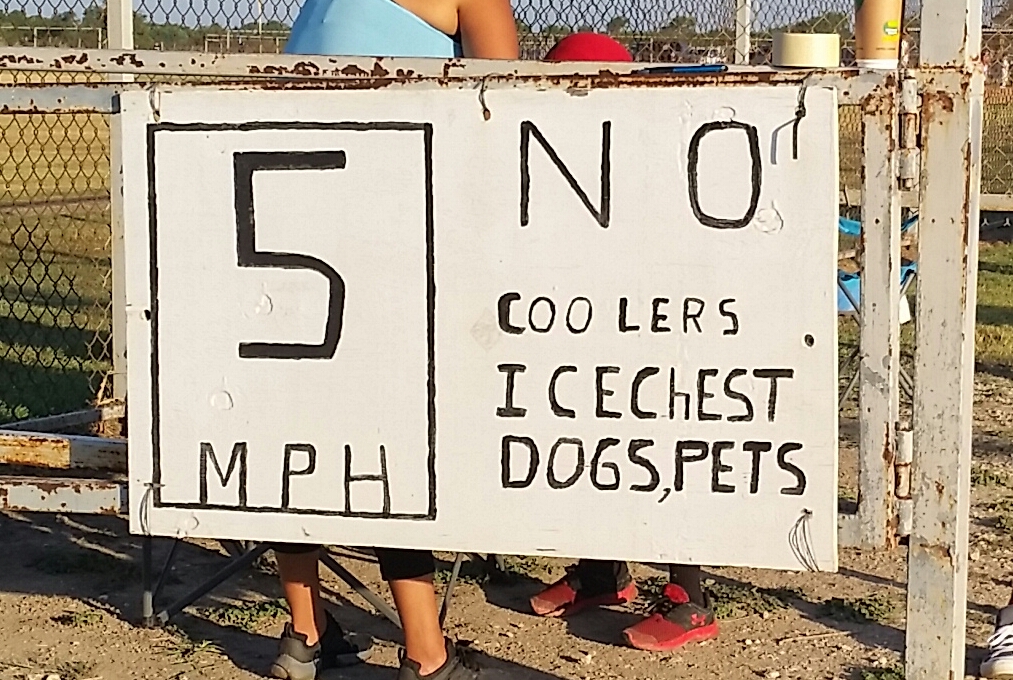 5
MPH
NO
COOLERS
ICECHEST
DOGS,PETS